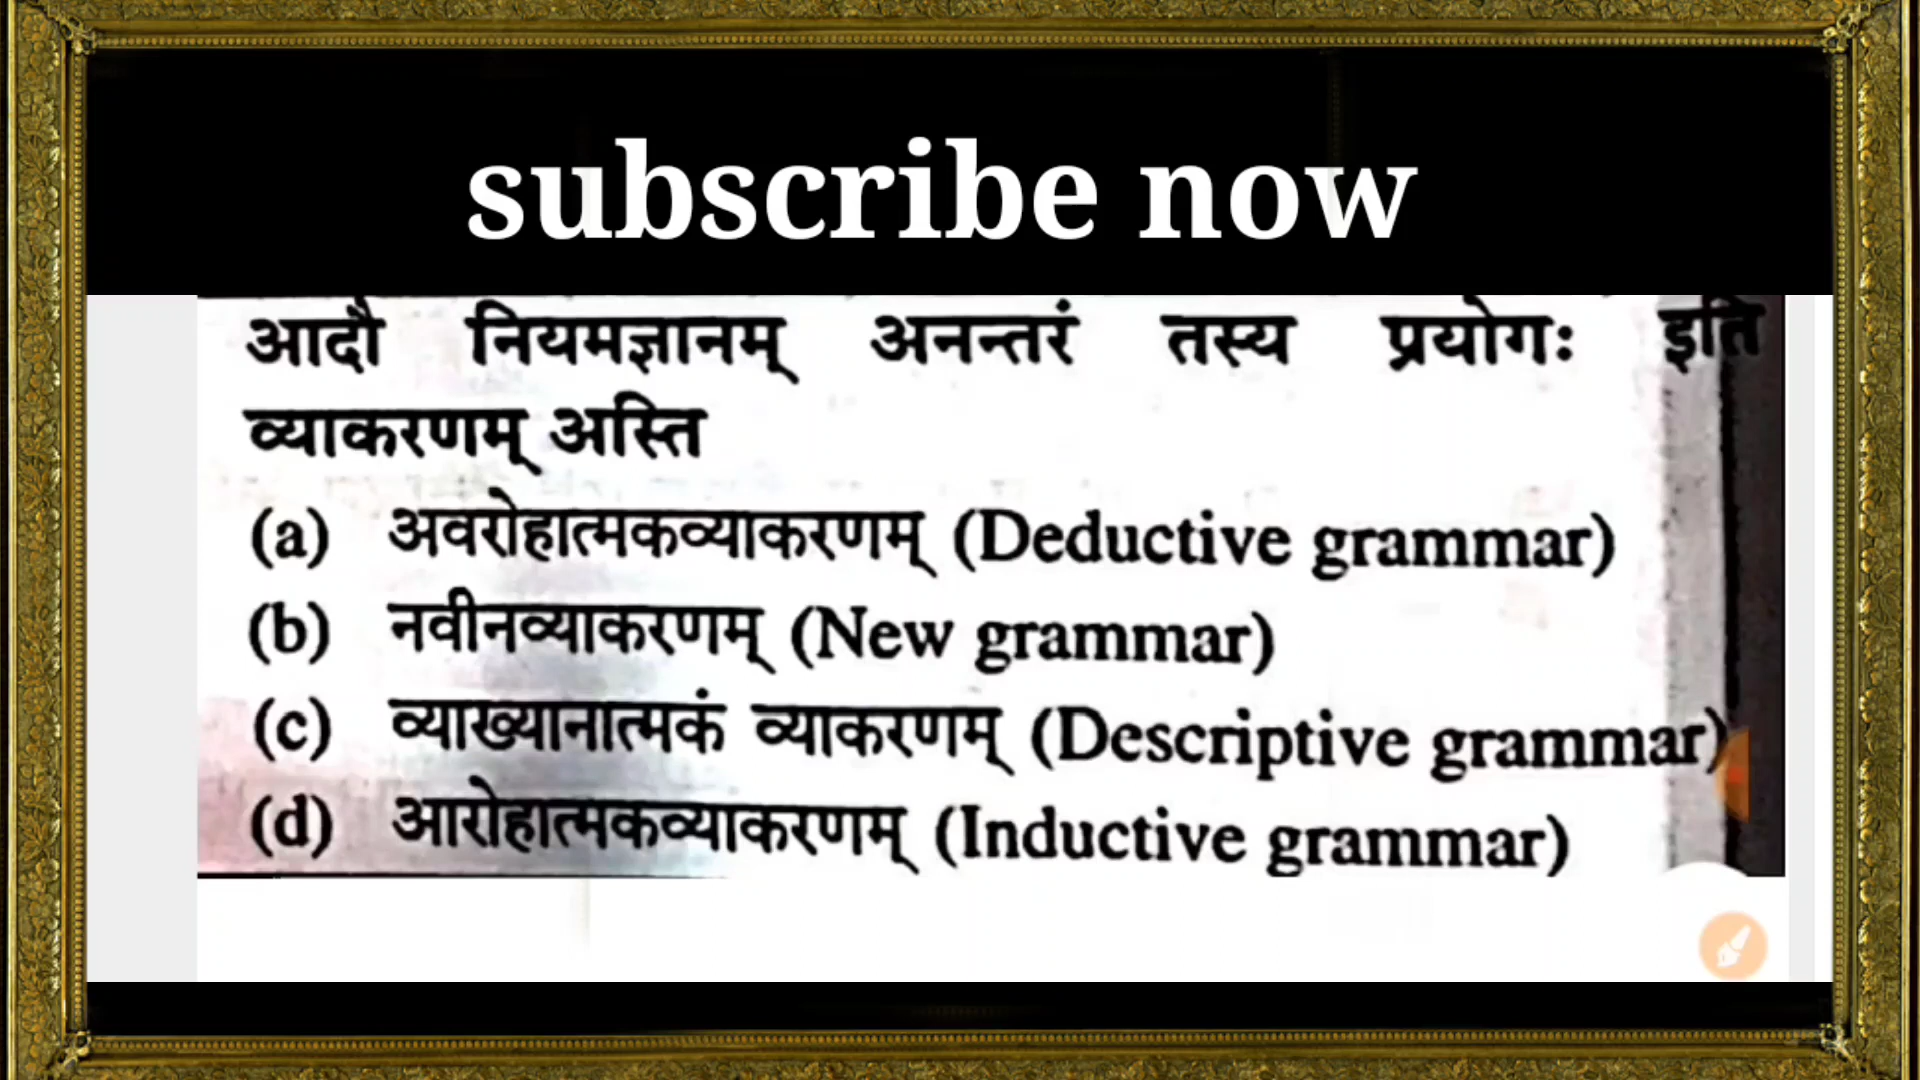 subscribe now
आदौ नियमज्ञानम् अनन्तरं तस्य प्रयोगः इति
व्याकरणम् अस्ति
(a) अवरोहात्मकव्याकरणम् (Deductive grammar)
(b) नवीनव्याकरणम् (New grammar)
(c) व्याख्यानात्मकं व्याकरणम् (Descriptive grammar)
(d) आरोहात्मकव्याकरणम् (Inductive grammar)